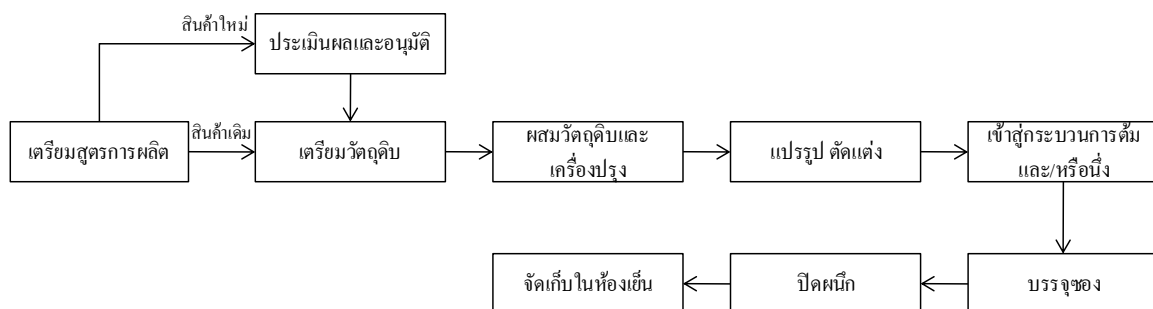 สินค้าใหม่
ประเมินผลและอนุมัติ
เตรียมสูตรการผลิต
สินค้าเดิม
เตรียมวัตถุดิบ
ผสมวัตถุดิบและ
เครื่องปรุง
แปรรูป ตัดแต่ง
เข้าสู่กระบวนการต้ม
และ/หรือนึ่ง
จัดเก็บในห้องเย็น
ปิดผนึก
บรรจุซอง